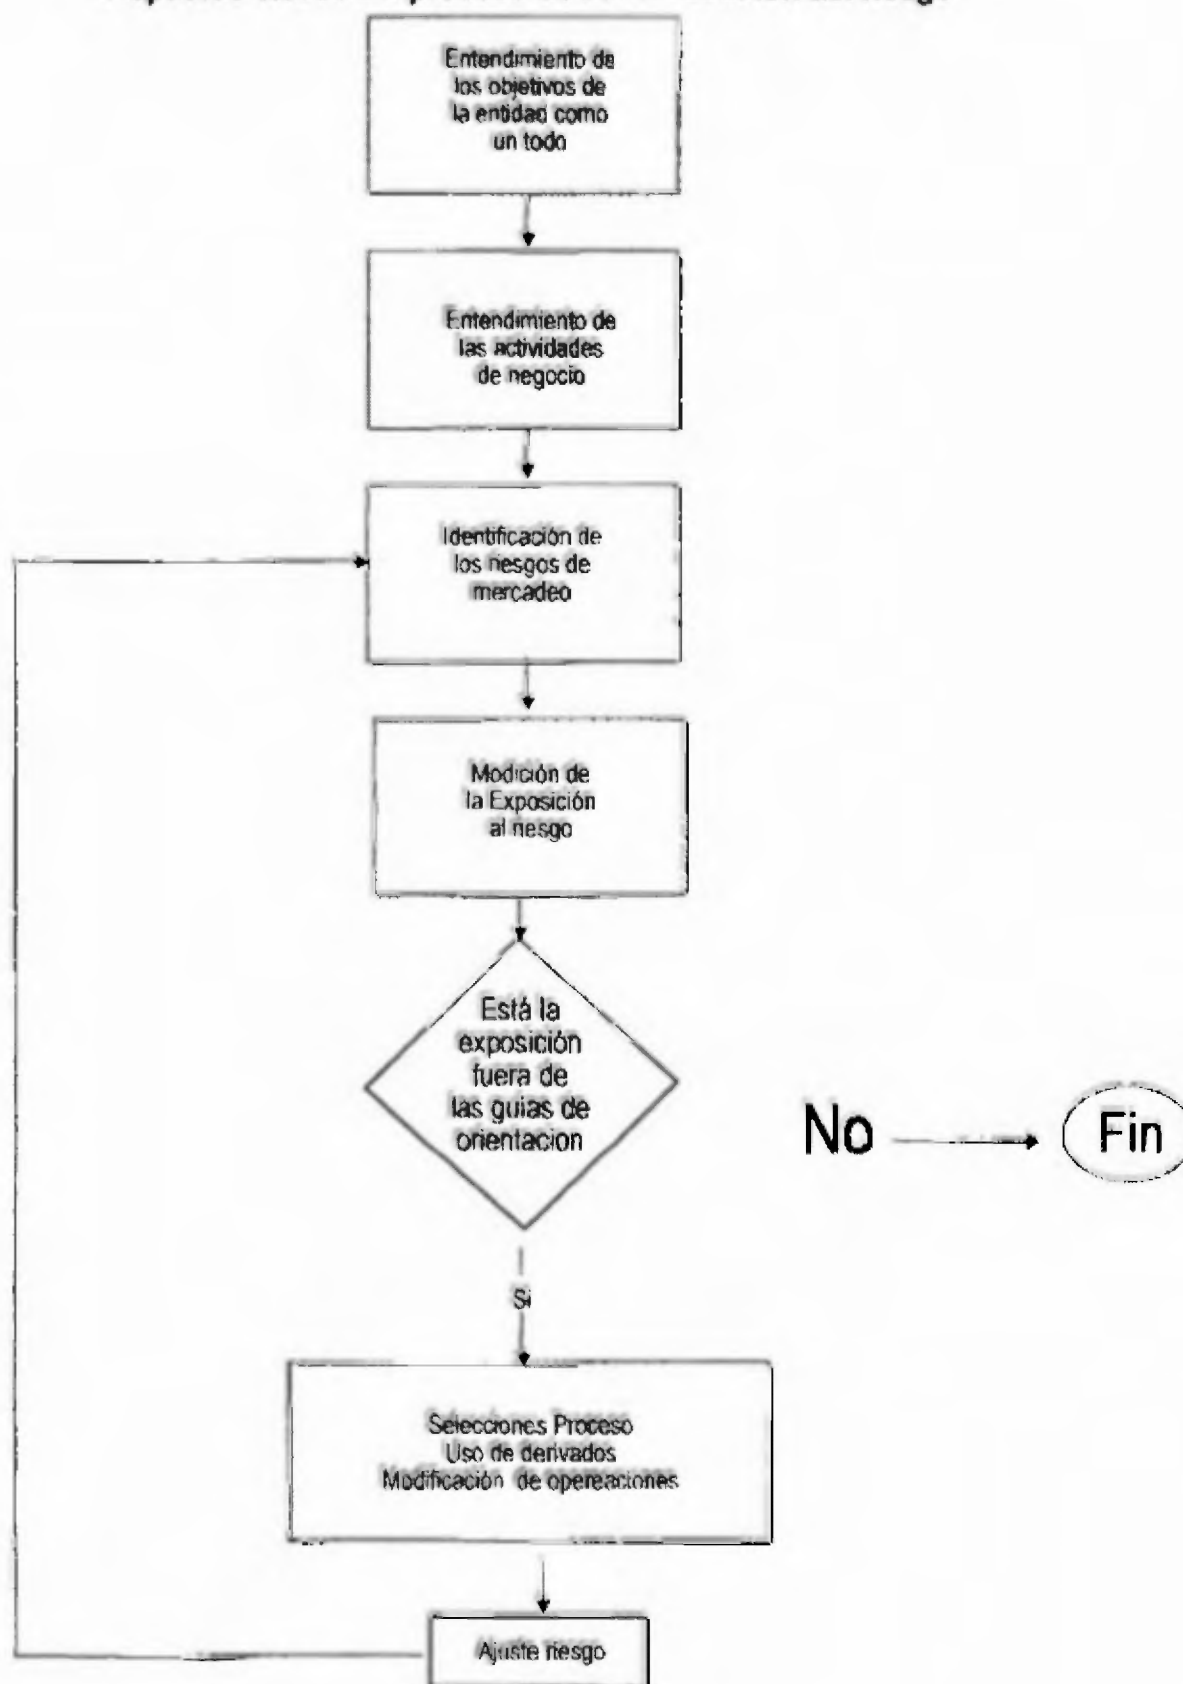 Entendimiento de
los objetivos de
la entidad como
un todo
Entendimiento de
las actividades
de negocio
Identificación de
los riesgos de
mercadeo
Modición de
la Exposición
al riesgo
Está la
exposición
fuera de
las guias de
orientacion
No
Fin
Si
Selecciones Proceso
Uso de derivados
Modificación de opereaciones
Ajuste riesgo